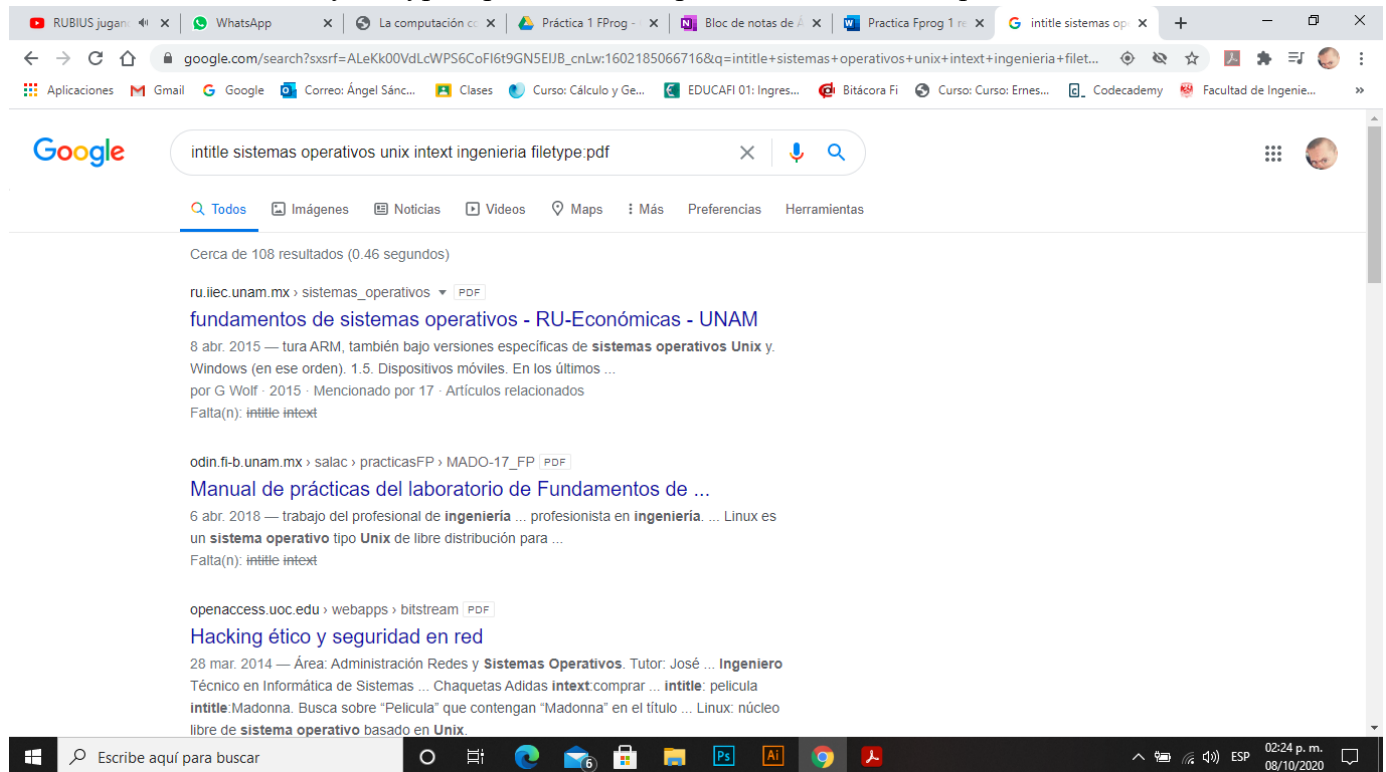 RUBIUS jugan
WhatsApp
La computación co
Práctica 1 FProg -
Bloc de notas de Á
Practica Fprog 1 re
intitle sistemas op
google.com/search?sxsrf=ALeKk00VdLcWPS6CoFI6t9GN5EIJB_cnLw:1602185066716&q=intitle+sistemas+operativos+unix+intext+ingenieria+filet...
Aplicaciones
Gmail
Google
Correo: Ángel Sánc...
Clases
Curso: Cálculo y Ge...
EDUCAFI 01: Ingres...
Bitácora Fi
Curso: Curso: Ernes...
Codecademy
Facultad de Ingenie...
»
Google
intitle sistemas operativos unix intext ingenieria filetype:pdf
Todos
Imágenes
Noticias
Videos
Maps
Más
Preferencias
Herramientas
Cerca de 108 resultados (0.46 segundos)
ru.iiec.unam.mx › sistemas_operativos PDF
fundamentos de sistemas operativos - RU-Económicas - UNAM
8 abr. 2015 — tura ARM, también bajo versiones específicas de sistemas operativos Unix y.
Windows (en ese orden). 1.5. Dispositivos móviles. En los últimos ...
por G Wolf · 2015 · Mencionado por 17 · Artículos relacionados
Falta(n): intitle intext
odin.fi-b.unam.mx › salac › practicasFP › MADO-17_FP PDF
Manual de prácticas del laboratorio de Fundamentos de ...
6 abr. 2018 — trabajo del profesional de ingeniería ... profesionista en ingeniería. ... Linux es
un sistema operativo tipo Unix de libre distribución para ...
Falta(n): intitle intext
openaccess.uoc.edu › webapps › bitstream PDF
Hacking ético y seguridad en red
28 mar. 2014 — Área: Administración Redes y Sistemas Operativos. Tutor: José ... Ingeniero
Técnico en Informática de Sistemas ... Chaquetas Adidas intext:comprar ... intitle: pelicula
intitle:Madonna. Busca sobre “Pelicula” que contengan “Madonna” en el título ... Linux: núcleo
libre de sistema operativo basado en Unix.
Escribe aquí para buscar
6
Ps
Ai
ESP
02:24 p. m.
08/10/2020